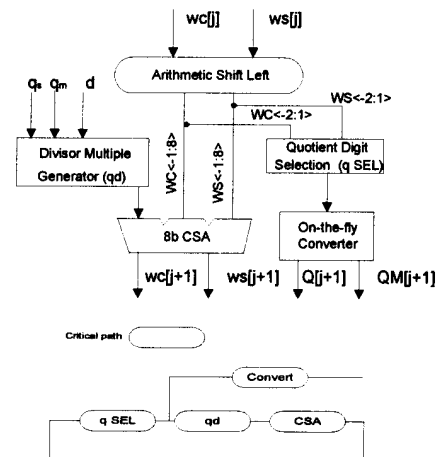 wc[j] ws[j]
Arithmetic Shift Left
qs qm d
WS<-2:1>
WC<-2:1>
Divisor Multiple
Generator (qd)
WC<-1:8>
WS<-1:8>
Quotient Digit
Selection (q SEL)
8b CSA
On-the-fly
Converter
wc[j+1] ws[j+1] Q[j+1] QM[j+1]
Critical path
Convert
q SEL qd CSA